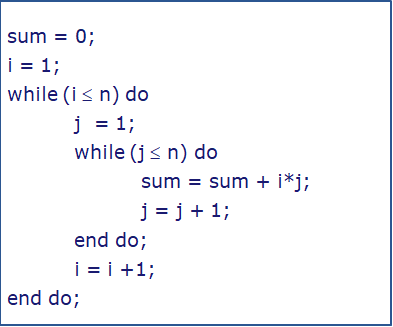 sum = 0;
i = 1;
while (i ≤ n) do
j = 1;
while (j ≤ n) do
sum = sum + i*j;
j = j + 1;
end do;
i = i +1;
end do;